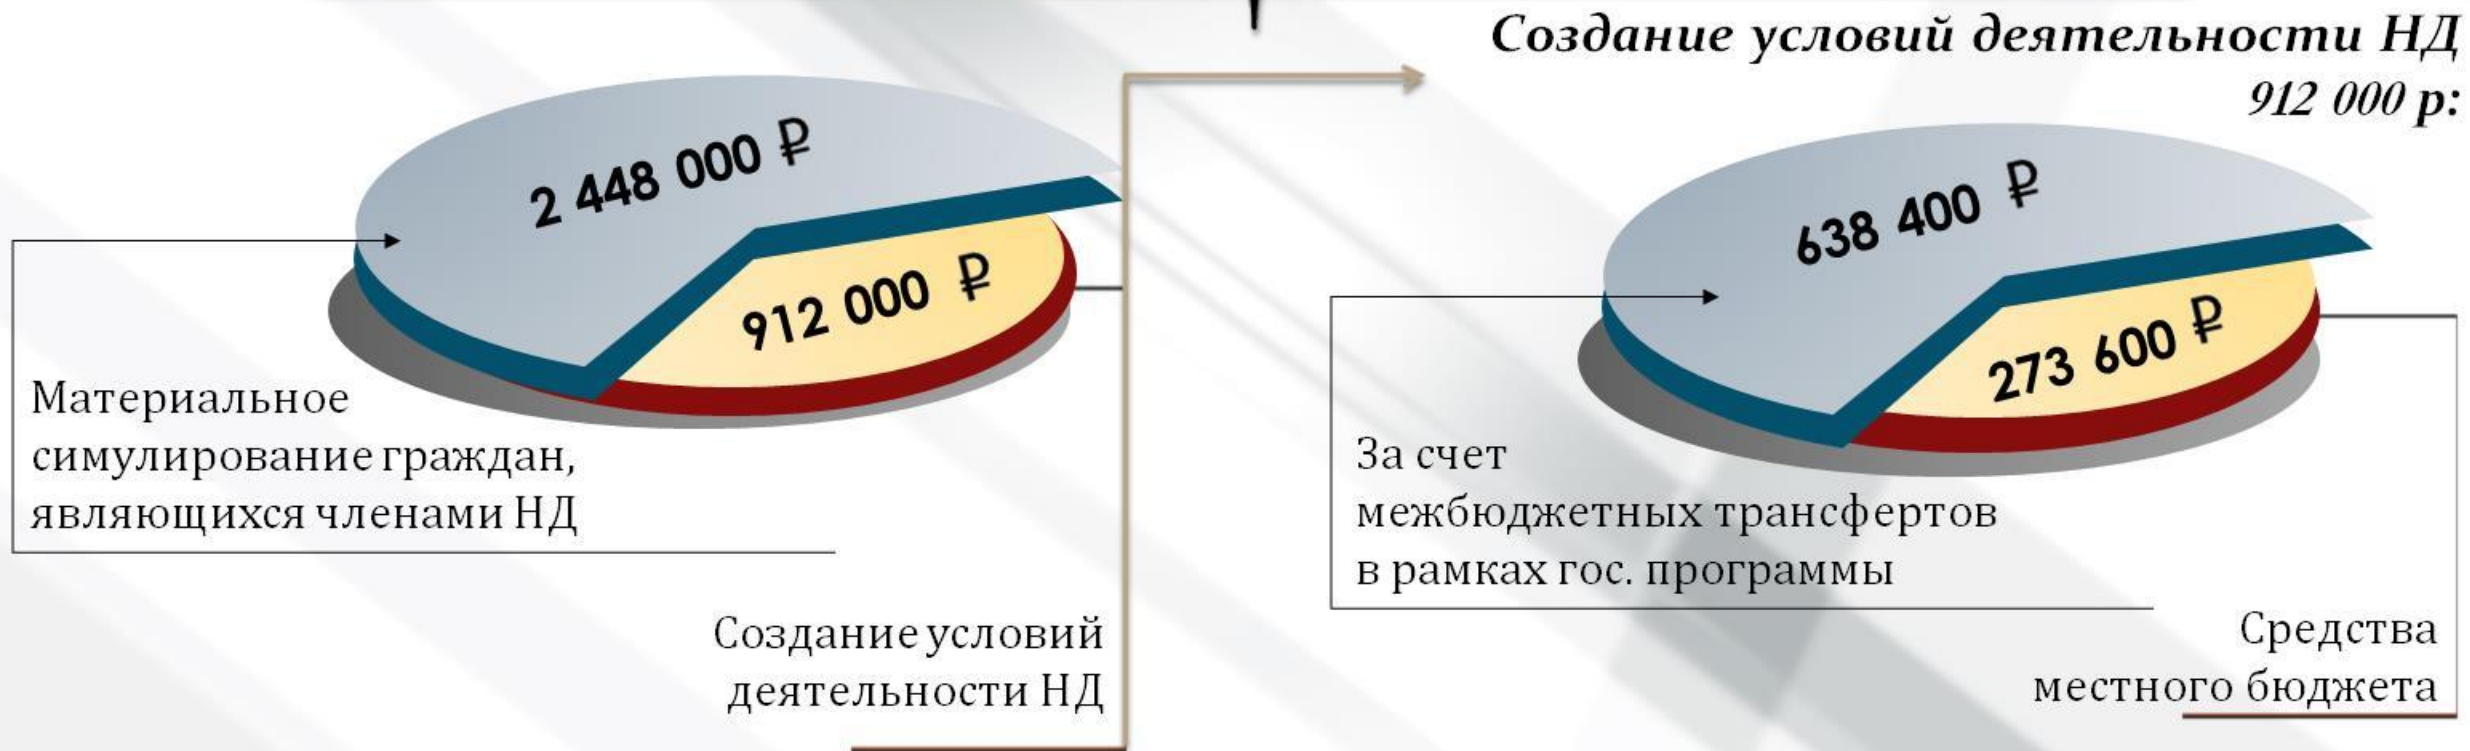 Создание условий деятельности НД
912 000 р:
2 448 000 ₽
912 000 ₽
Материальное
симулирование граждан,
являющихся членами НД
Создание условий
деятельности НД
638 400 ₽
273 600 ₽
За счет
межбюджетных трансфертов
в рамках гос. программы
Средства
местного бюджета